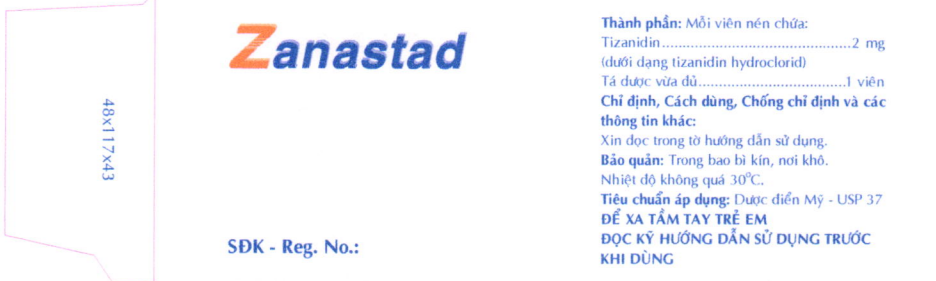 48x117x43
Zanastad
SĐK - Reg. No.:
Thành phần: Mỗi viên nén chứa:
Tizanidin............................................2 mg
(dưới dạng tizanidin hydroclorid)
Tá dược vừa đủ..................................1 viên
Chỉ định, Cách dùng, Chống chỉ định và các
thông tin khác:
Xin đọc trong tờ hướng dẫn sử dụng.
Bảo quản: Trong bao bì kín, nơi khô.
Nhiệt độ không quá 30°C.
Tiêu chuẩn áp dụng: Dược điển Mỹ - USP 37
ĐỂ XA TẦM TAY TRẺ EM
ĐỌC KỸ HƯỚNG DẪN SỬ DỤNG TRƯỚC
KHI DÙNG